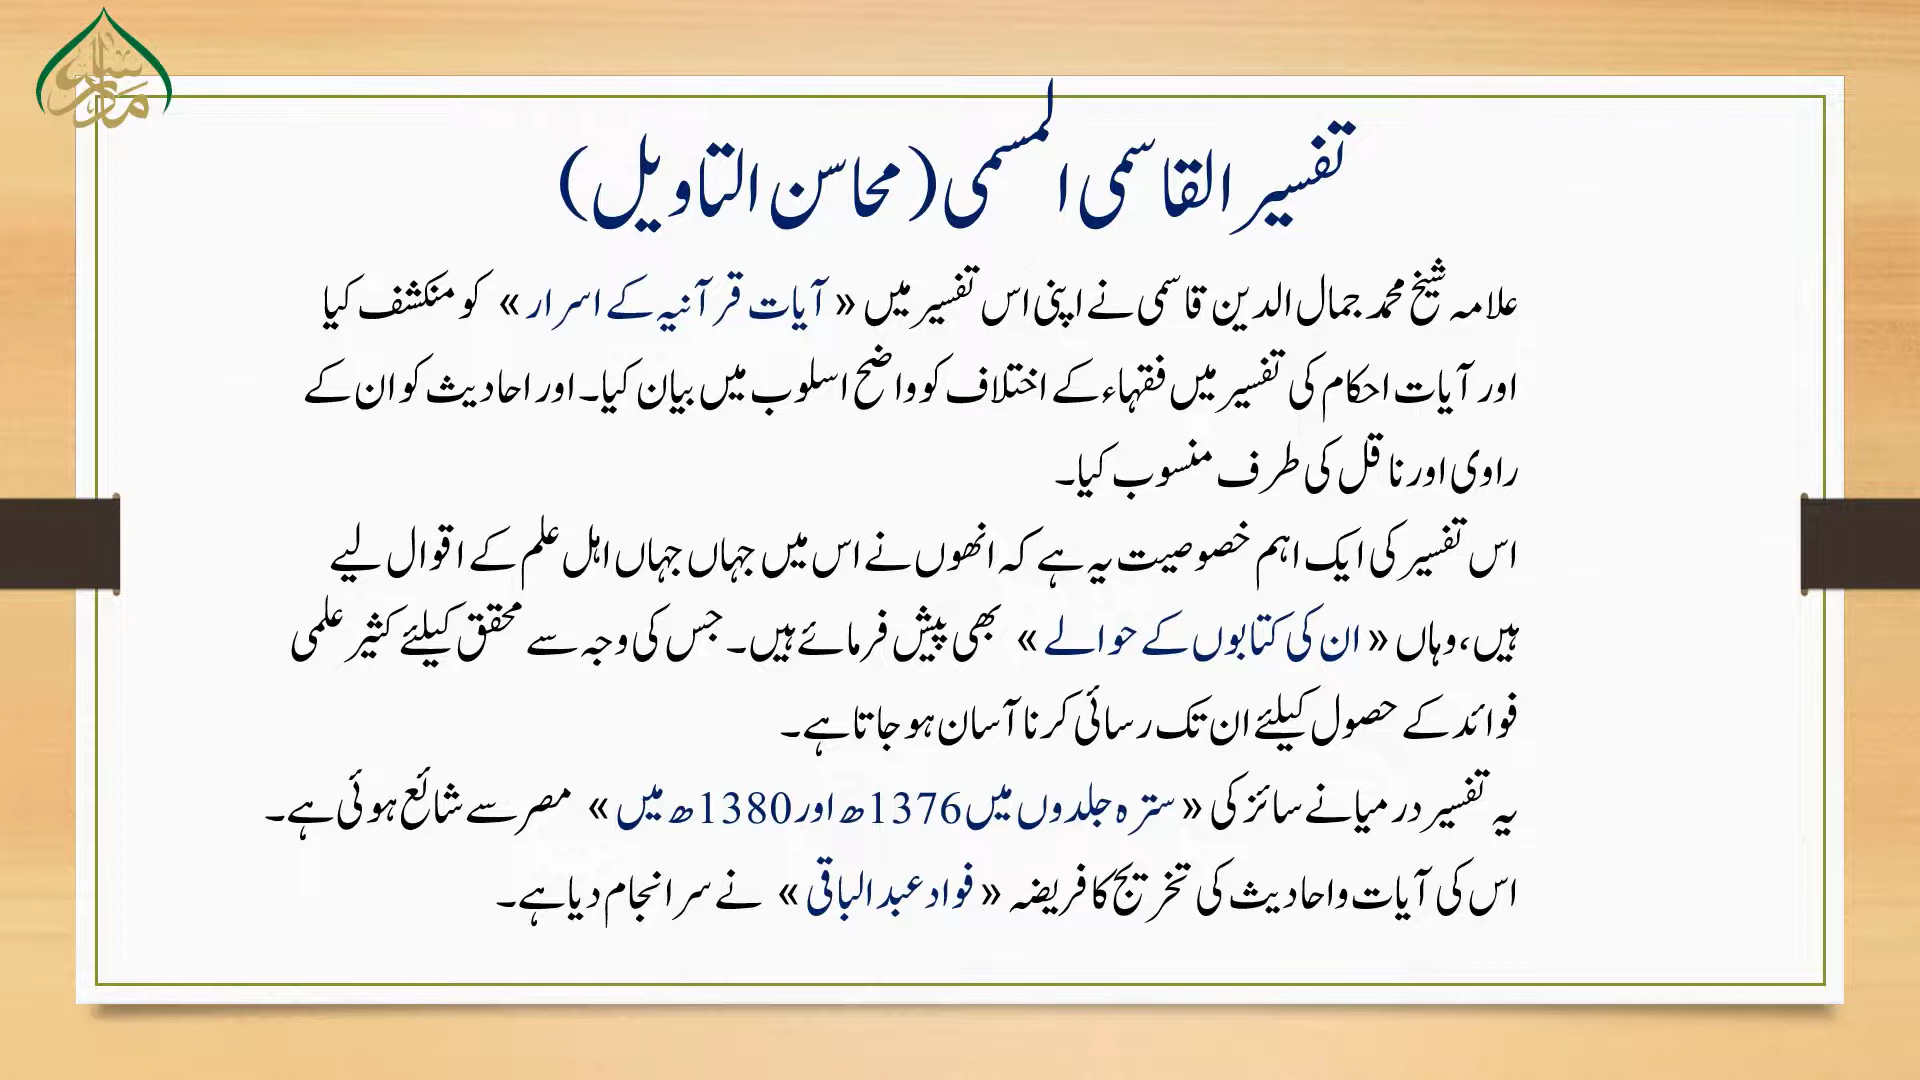 تفسیر القاسمی المسمی (محاسن التاویل)
علامہ شیخ محمد جمال الدین قاسمی نے اپنی اس تفسیر میں « آیات قرآنیہ کے اسرار » کو منکشف کیا
اور آیات احکام کی تفسیر میں فقہاء کے اختلاف کو واضح اسلوب میں بیان کیا۔ اور احادیث کو ان کے
راوی اور ناقل کی طرف منسوب کیا۔
اس تفسیر کی ایک اہم خصوصیت یہ ہے کہ انھوں نے اس میں جہاں جہاں اہل علم کے اقوال لیے
ہیں، وہاں « ان کی کتابوں کے حوالے » بھی پیش فرمائے ہیں۔ جس کی وجہ سے محقق کیلئے کثیر علمی
فوائد کے حصول کیلئے ان تک رسائی کرنا آسان ہو جاتا ہے۔
یہ تفسیر درمیانے سائز کی « سترہ جلدوں میں 1376ھ اور 1380ھ میں » مصر سے شائع ہوئی ہے۔
اس کی آیات و احادیث کی تخریج کا فریضہ « فواد عبد الباقی » نے سر انجام دیا ہے۔